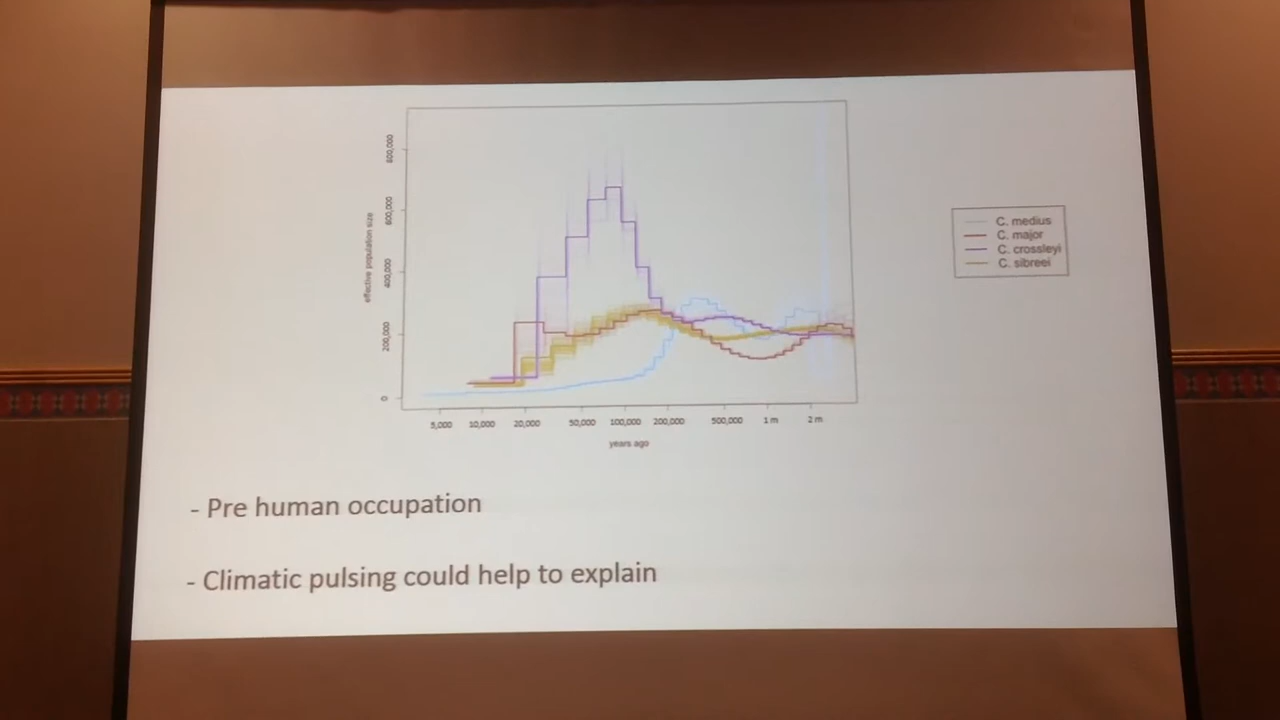 800,000
600,000
400,000
200,000
0
effective population size
5,000 10,000 20,000 50,000 100,000 200,000 500,000 1 m 2 m
years ago
C. medius
C. major
C. crossleyi
C. sibreei
- Pre human occupation
- Climatic pulsing could help to explain